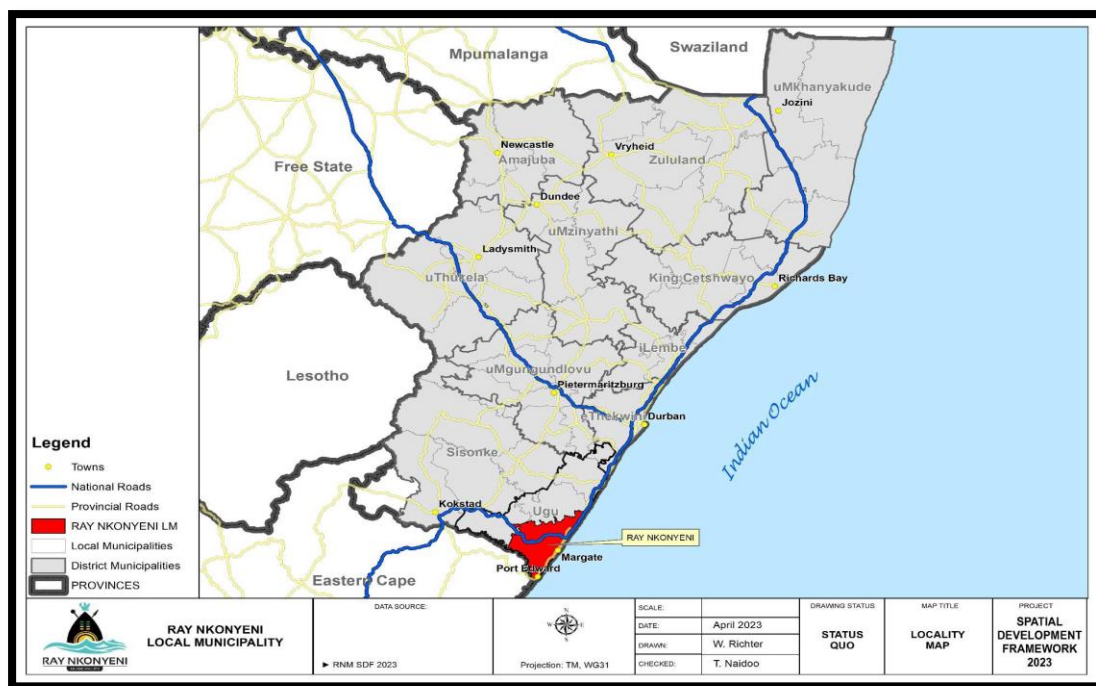 Swaziland
Mpumalanga
uMkhanyakude
Jozini
Newcastle
Vryheid
Amajuba
Zululand
Free State
Dundee
uMzinyathi
Ladysmith
uThukela
King Cetshwayo
Richards Bay
iLembe
Lesotho
uMgungundlovu
Pietermaritzburg
eThekwini
Durban
Indian Ocean
Sisonke
Kokstad
Ugu
RAY NKONYENI
Margate
Port Edward
Eastern Cape
Legend
Towns
National Roads
Provincial Roads
RAY NKONYENI LM
Local Municipalities
District Municipalities
PROVINCES
RAY NKONYENI
RAY NKONYENI
LOCAL MUNICIPALITY
DATA SOURCE:
► RNM SDF 2023
N
Projection: TM, WG31
SCALE:
DATE: April 2023
DRAWN: W. Richter
CHECKED: T. Naidoo
DRAWING STATUS
STATUS
QUO
MAP TITLE
LOCALITY
MAP
PROJECT
SPATIAL
DEVELOPMENT
FRAMEWORK
2023